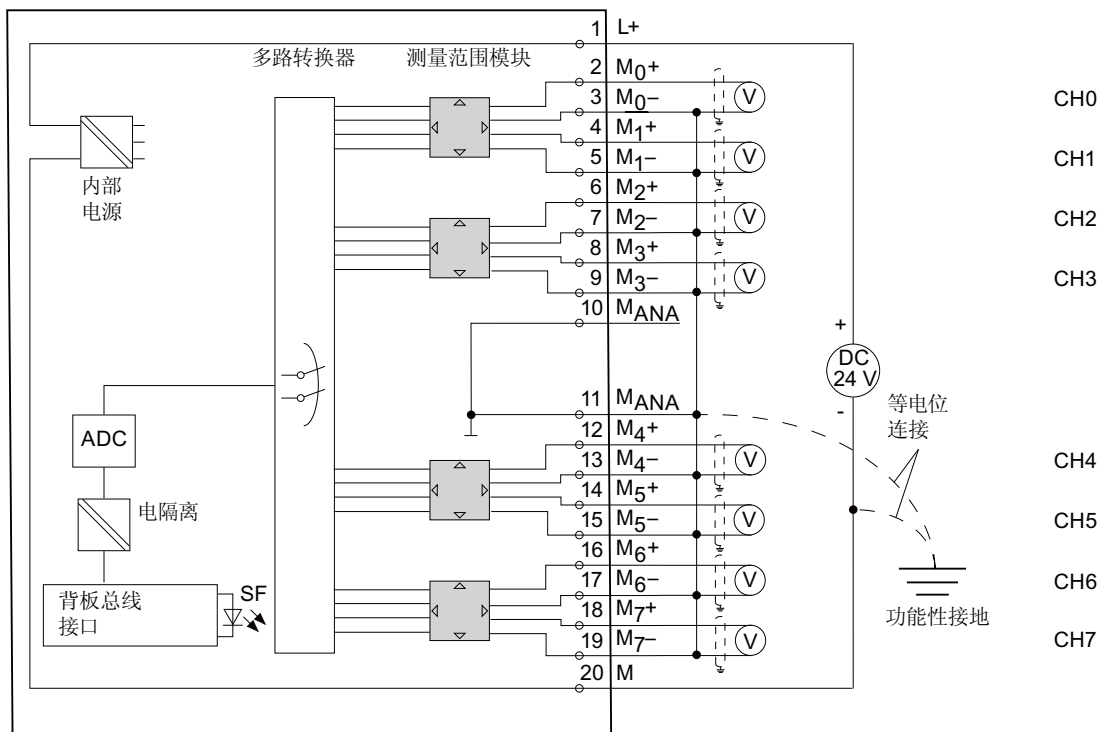 1 L+
多路转换器 测量范围模块
2 M0+
3 M0− CH0
4 M1+
5 M1− CH1
6 M2+
7 M2− CH2
8 M3+
9 M3− CH3
10 MANA
内部
电源
V
V
V
V
+
DC
24 V
-
11 MANA
等电位
连接
12 M4+
13 M4− CH4
14 M5+
15 M5− CH5
16 M6+
17 M6− CH6
18 M7+
19 M7− CH7
20 M
V
V
V
V
ADC
电隔离
背板总线
接口
SF
功能性接地